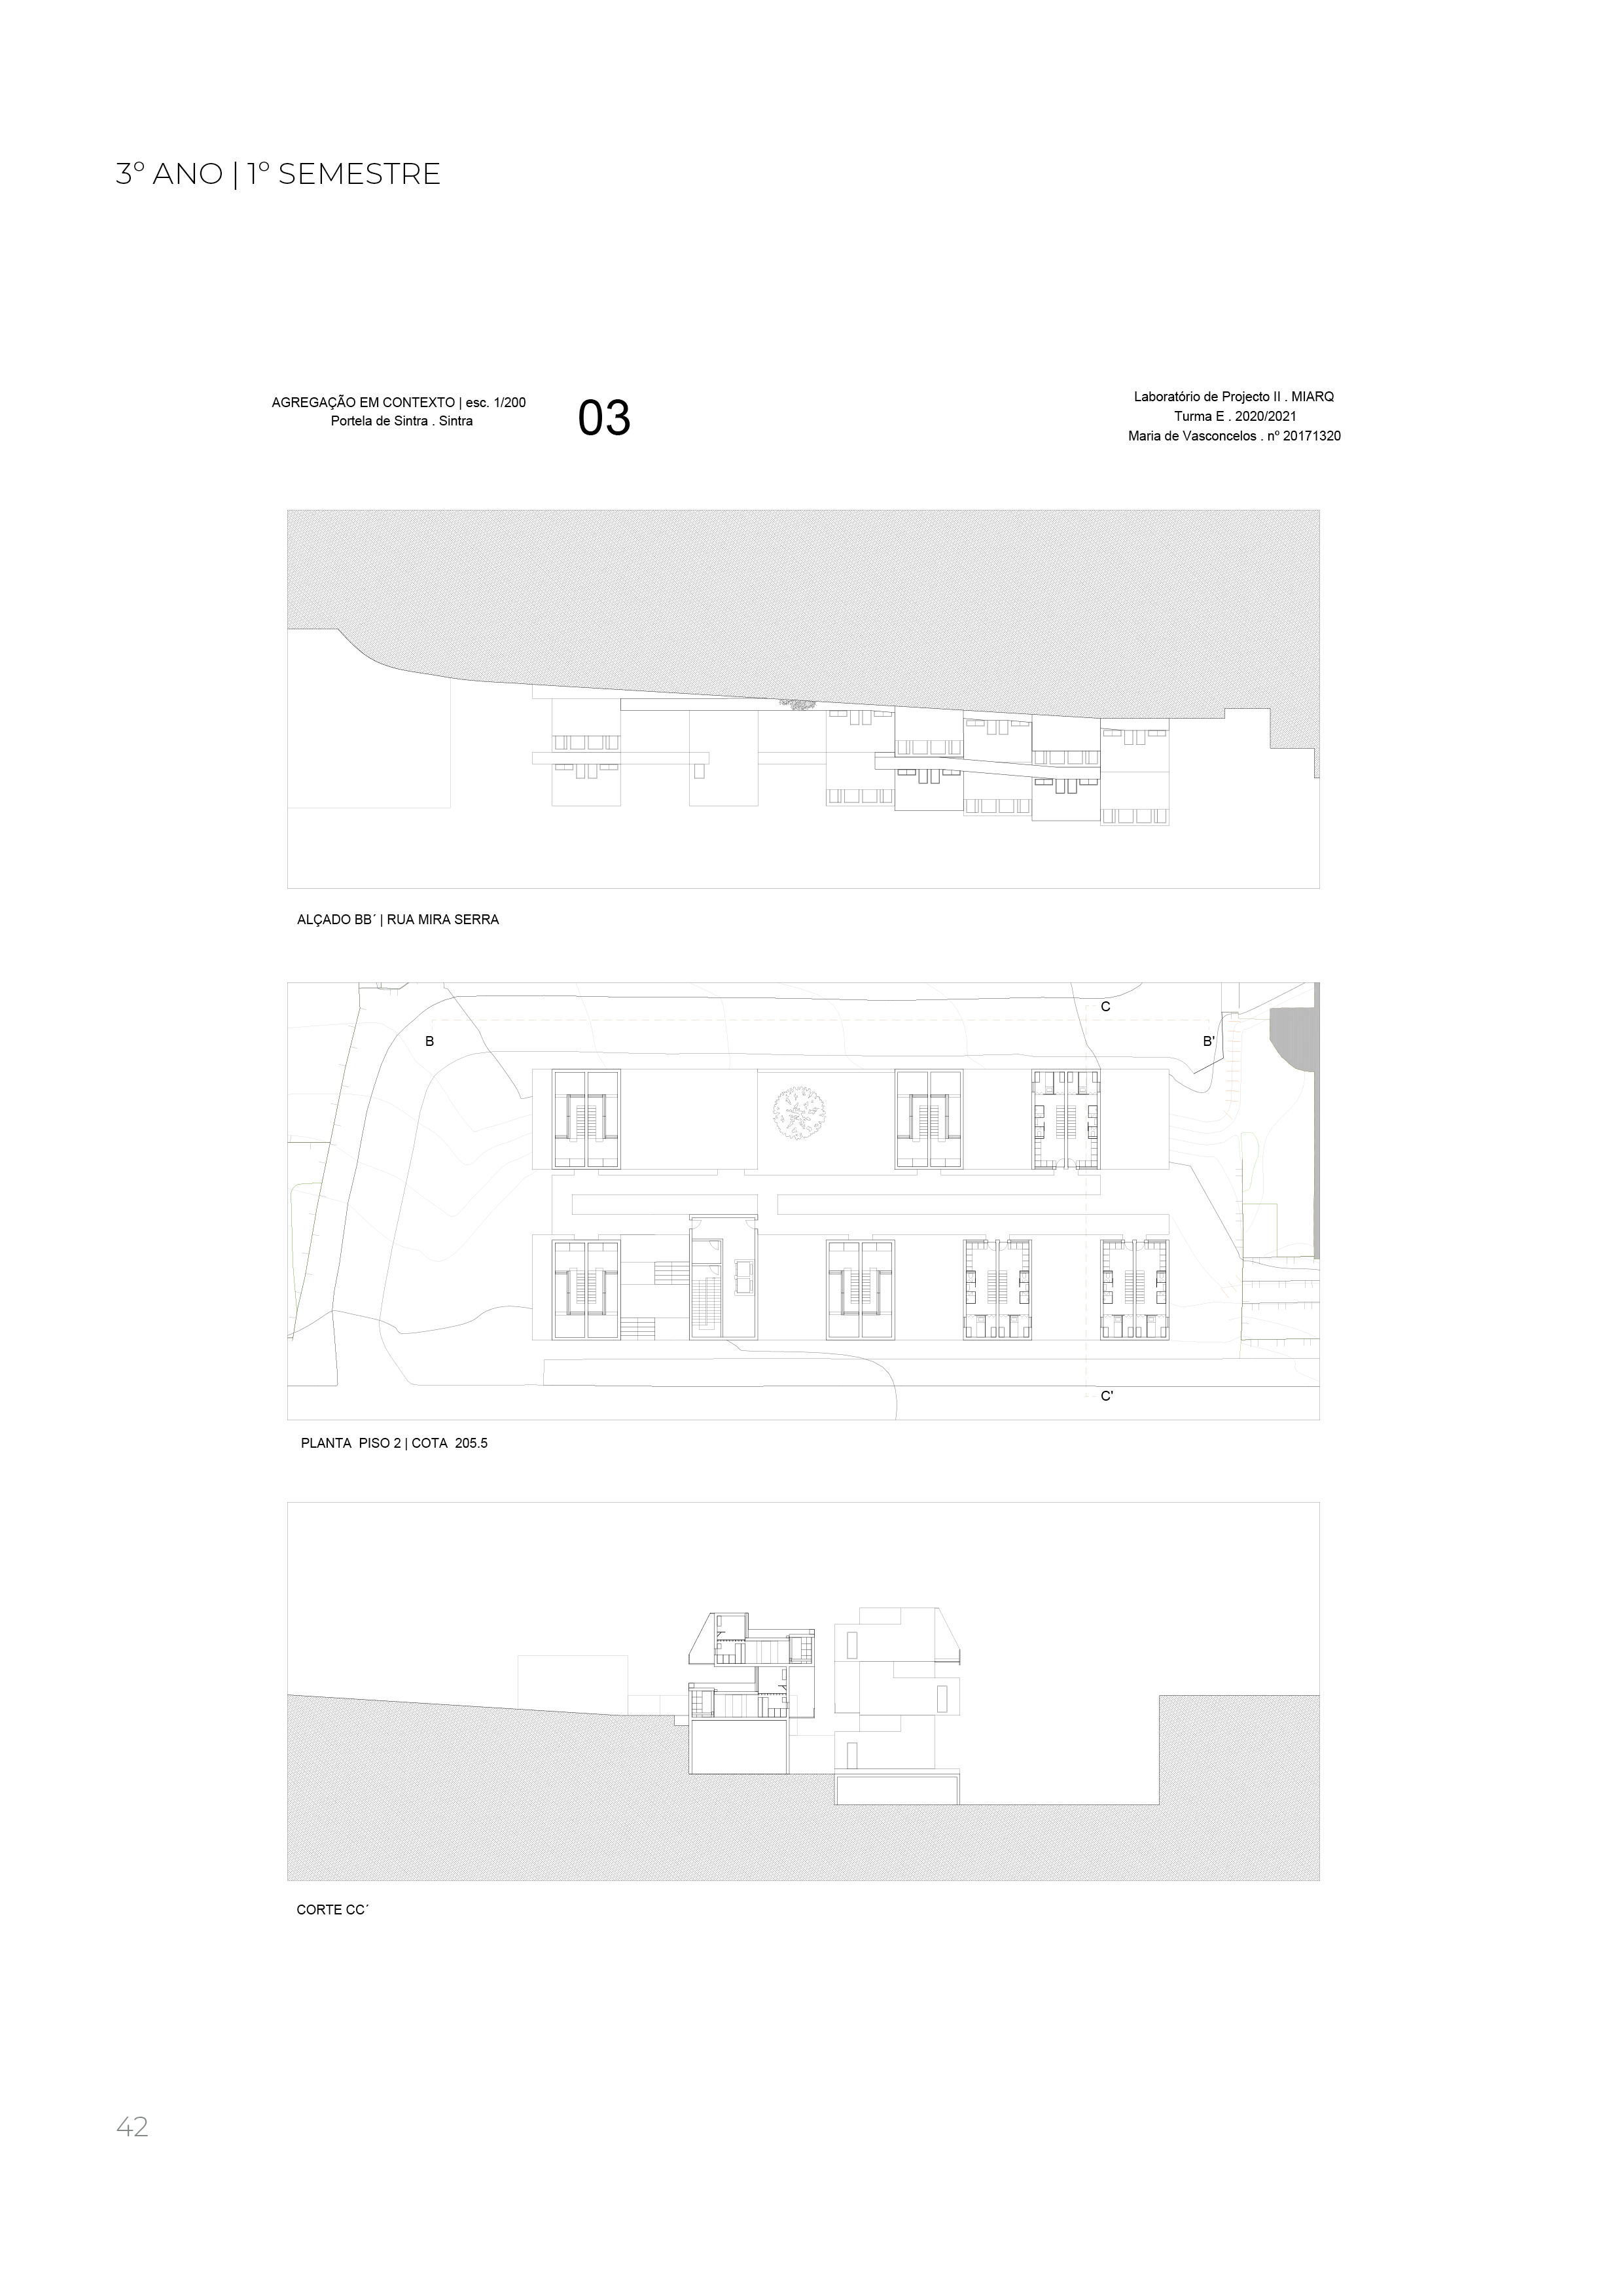 3º ANO | 1º SEMESTRE
AGREGAÇÃO EM CONTEXTO | esc. 1/200
Portela de Sintra . Sintra
03
Laboratório de Projecto II . MIARQ
Turma E . 2020/2021
Maria de Vasconcelos . nº 20171320
ALÇADO BB´ | RUA MIRA SERRA
C
B
B'
C'
PLANTA  PISO 2 | COTA  205.5
CORTE CC´
42